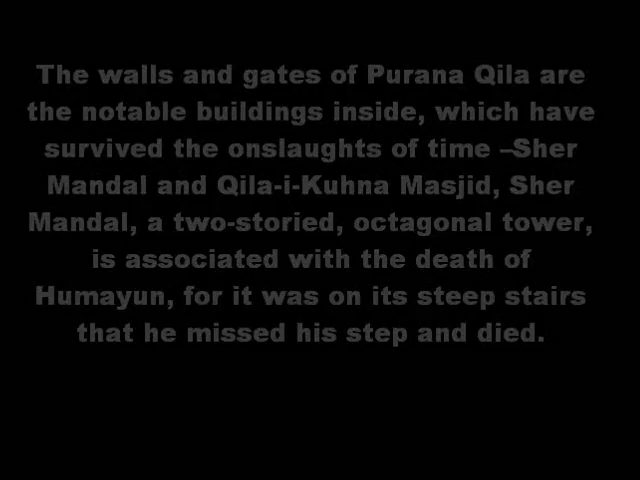 The walls and gates of Purana Qila are
the notable buildings inside, which have
survived the onslaughts of time –Sher
Mandal and Qila-i-Kuhna Masjid, Sher
Mandal, a two-storied, octagonal tower,
is associated with the death of
Humayun, for it was on its steep stairs
that he missed his step and died.